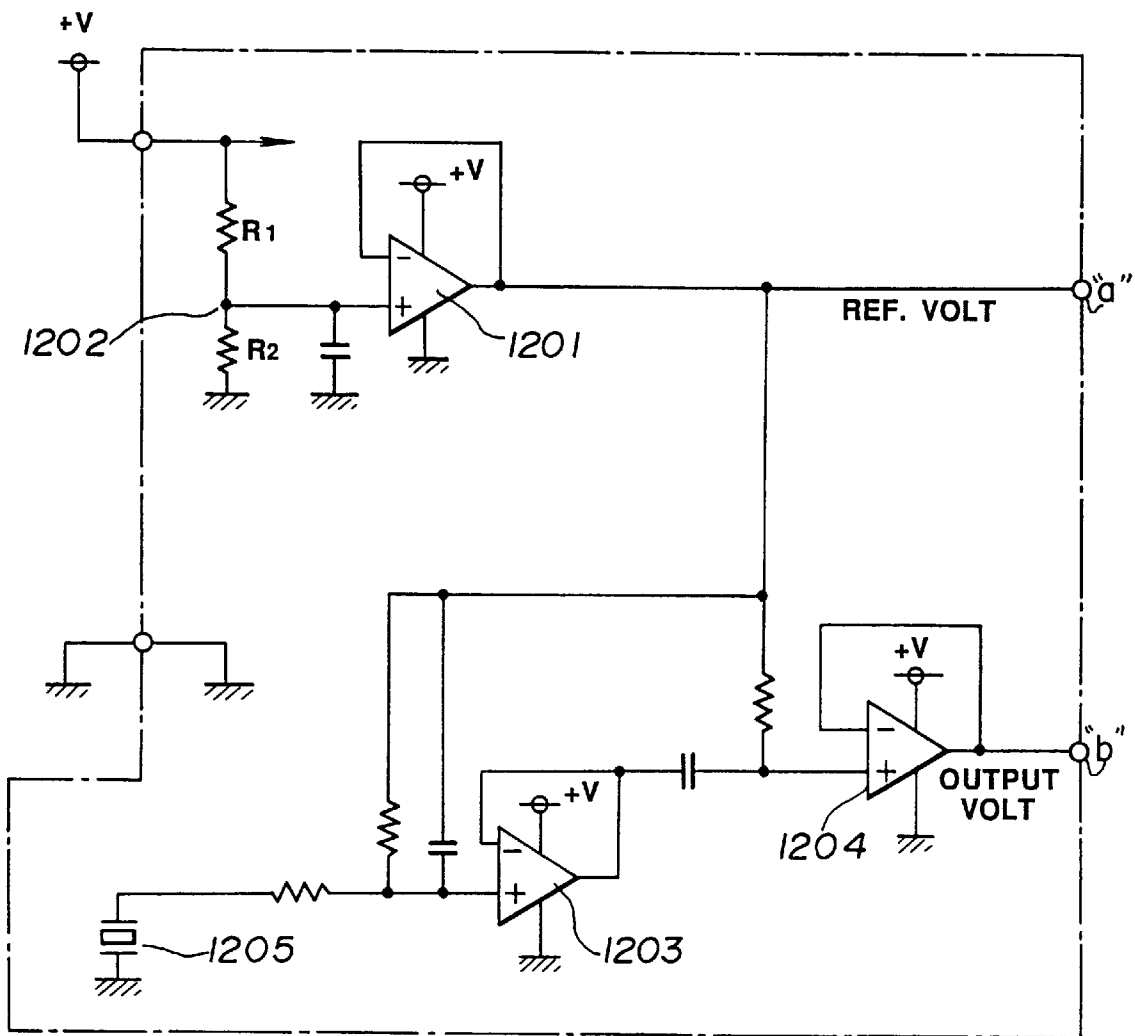 +V
+V
R1
-
+
1202
R2
1201
REF. VOLT
"a"
+V
-
+
"b"
OUTPUT
VOLT
+V
1204
-
+
1205
1203